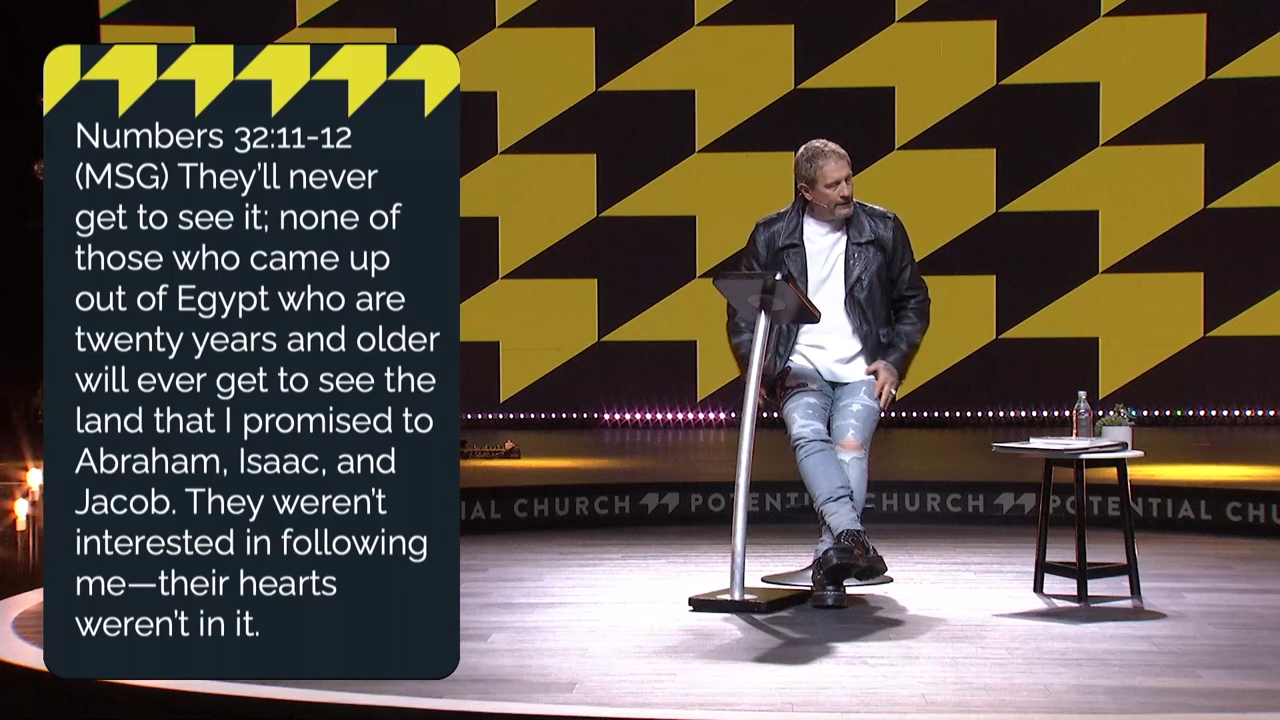 Numbers 32:11-12
(MSG) They'll never
get to see it; none of
those who came up
out of Egypt who are
twenty years and older
will ever get to see the
land that I promised to
Abraham, Isaac, and
Jacob. They weren't
interested in following
me—their hearts
weren't in it.
IAL CHURCH POTENTIAL CHURCH POTENTIAL CHU